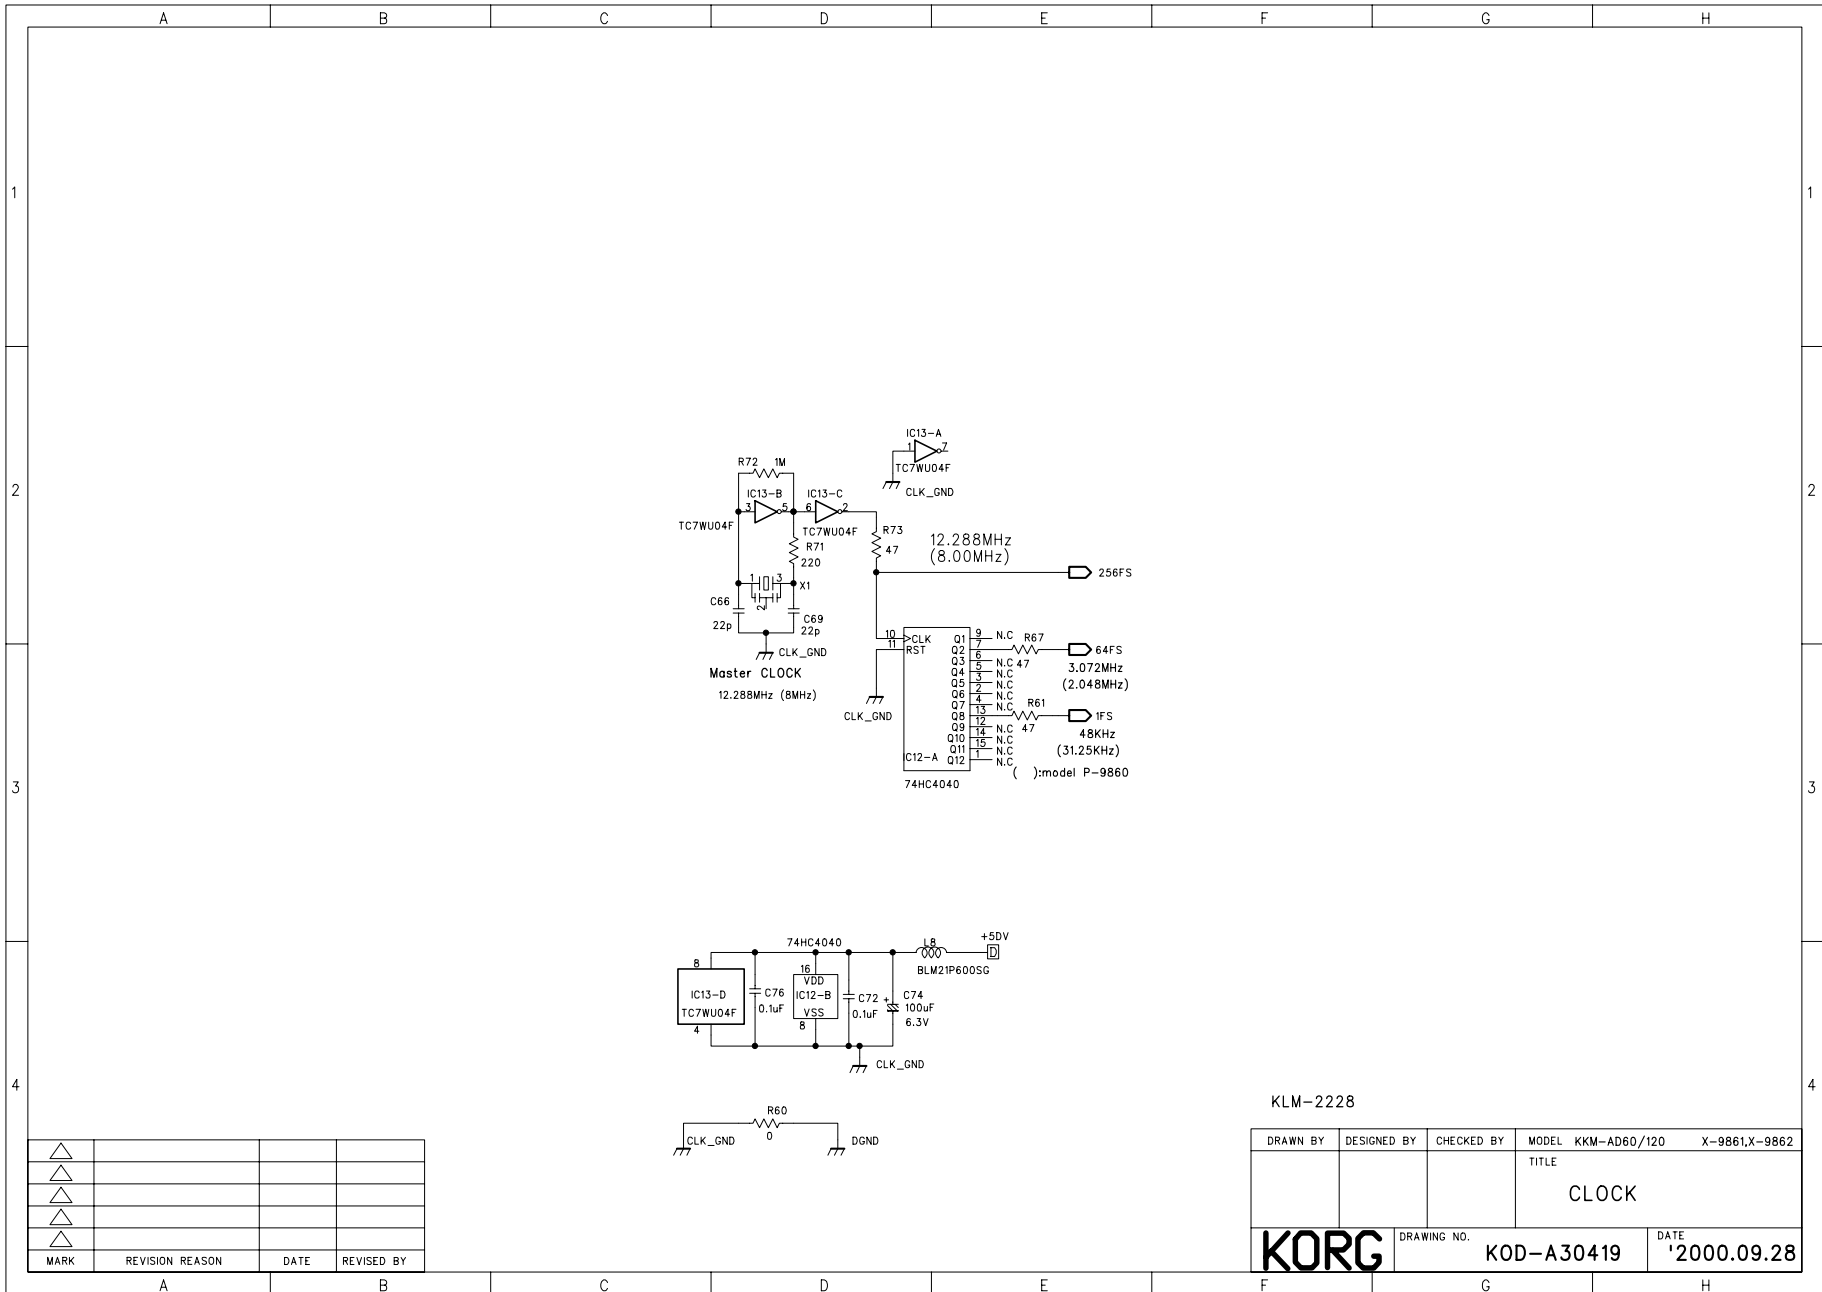 A B C D E F G H
1 1
IC13-A
1 7
TC7WU04F
CLK_GND
R72 1M
2 2
IC13-B IC13-C
3 5 6 2
TC7WU04F TC7WU04F
R73
47
R71
220
12.288MHz
(8.00MHz)
256FS
1 3
X1
2
C66
22p
C69
22p
CLK_GND
Master CLOCK
12.288MHz (8MHz)
CLK_GND
10 CLK Q1 9 N.C R67
11 RST Q2 7 64FS
Q3 6 N.C 47
3.072MHz
Q4 5 N.C
(2.048MHz)
Q5 3 N.C
Q6 2 N.C
Q7 4 N.C R61
Q8 13 1FS
Q9 12 N.C 47
48KHz
Q10 14 N.C
(31.25KHz)
Q11 15 N.C
IC12-A Q12 1 N.C
( ):model P-9860
74HC4040
3 3
74HC4040
L8
+5DV
D
BLM21P600SG
8
IC13-D
TC7WU04F
4
C76
0.1uF
16
VDD
IC12-B
VSS
8
C72
0.1uF
+
C74
100uF
6.3V
CLK_GND
4 4
R60
0
CLK_GND DGND
KLM-2228
DRAWN BY DESIGNED BY CHECKED BY MODEL KKM-AD60/120 X-9861,X-9862
TITLE
CLOCK
KORG
DRAWING NO.
KOD-A30419
DATE
'2000.09.28
MARK REVISION REASON DATE REVISED BY
A B C D E F G H